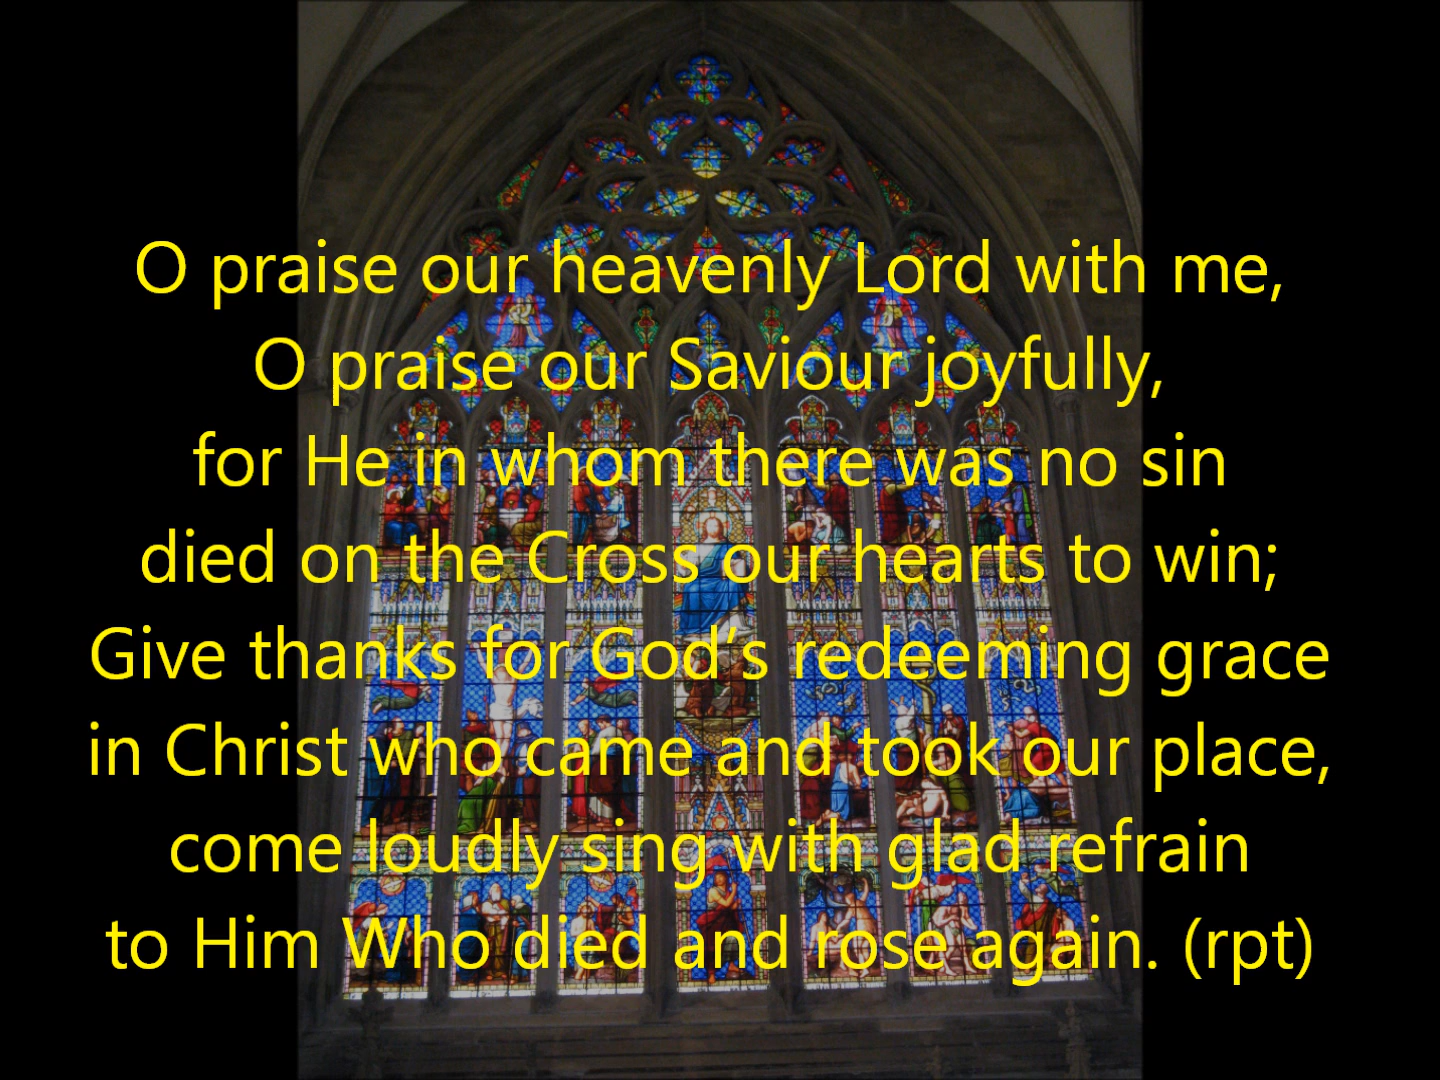 O praise our heavenly Lord with me,
O praise our Saviour joyfully,
for He in whom there was no sin
died on the Cross our hearts to win;
Give thanks for God’s redeeming grace
in Christ who came and took our place,
come loudly sing with glad refrain
to Him Who died and rose again. (rpt)